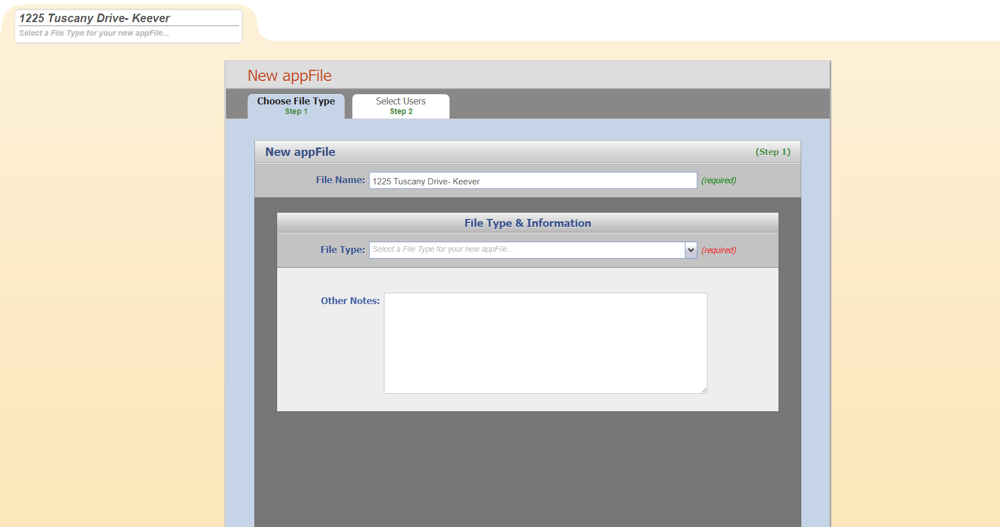 1225 Tuscany Drive- Keever
Select a File Type for your new appFile...
New appFile
Choose File Type
Step 1
Select Users
Step 2
New appFile
(Step 1)
File Name:
1225 Tuscany Drive- Keever
(required)
File Type & Information
File Type:
Select a File Type for your new appFile...
(required)
Other Notes: